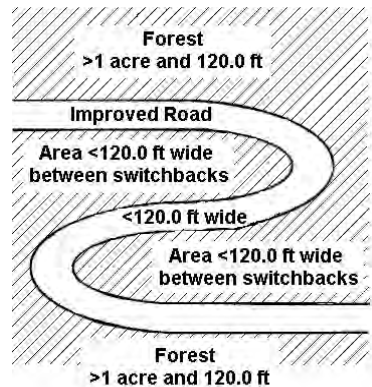 Forest
>1 acre and 120.0 ft
Improved Road
Area <120.0 ft wide
between switchbacks
<120.0 ft wide
Area <120.0 ft wide
between switchbacks
Forest
>1 acre and 120.0 ft